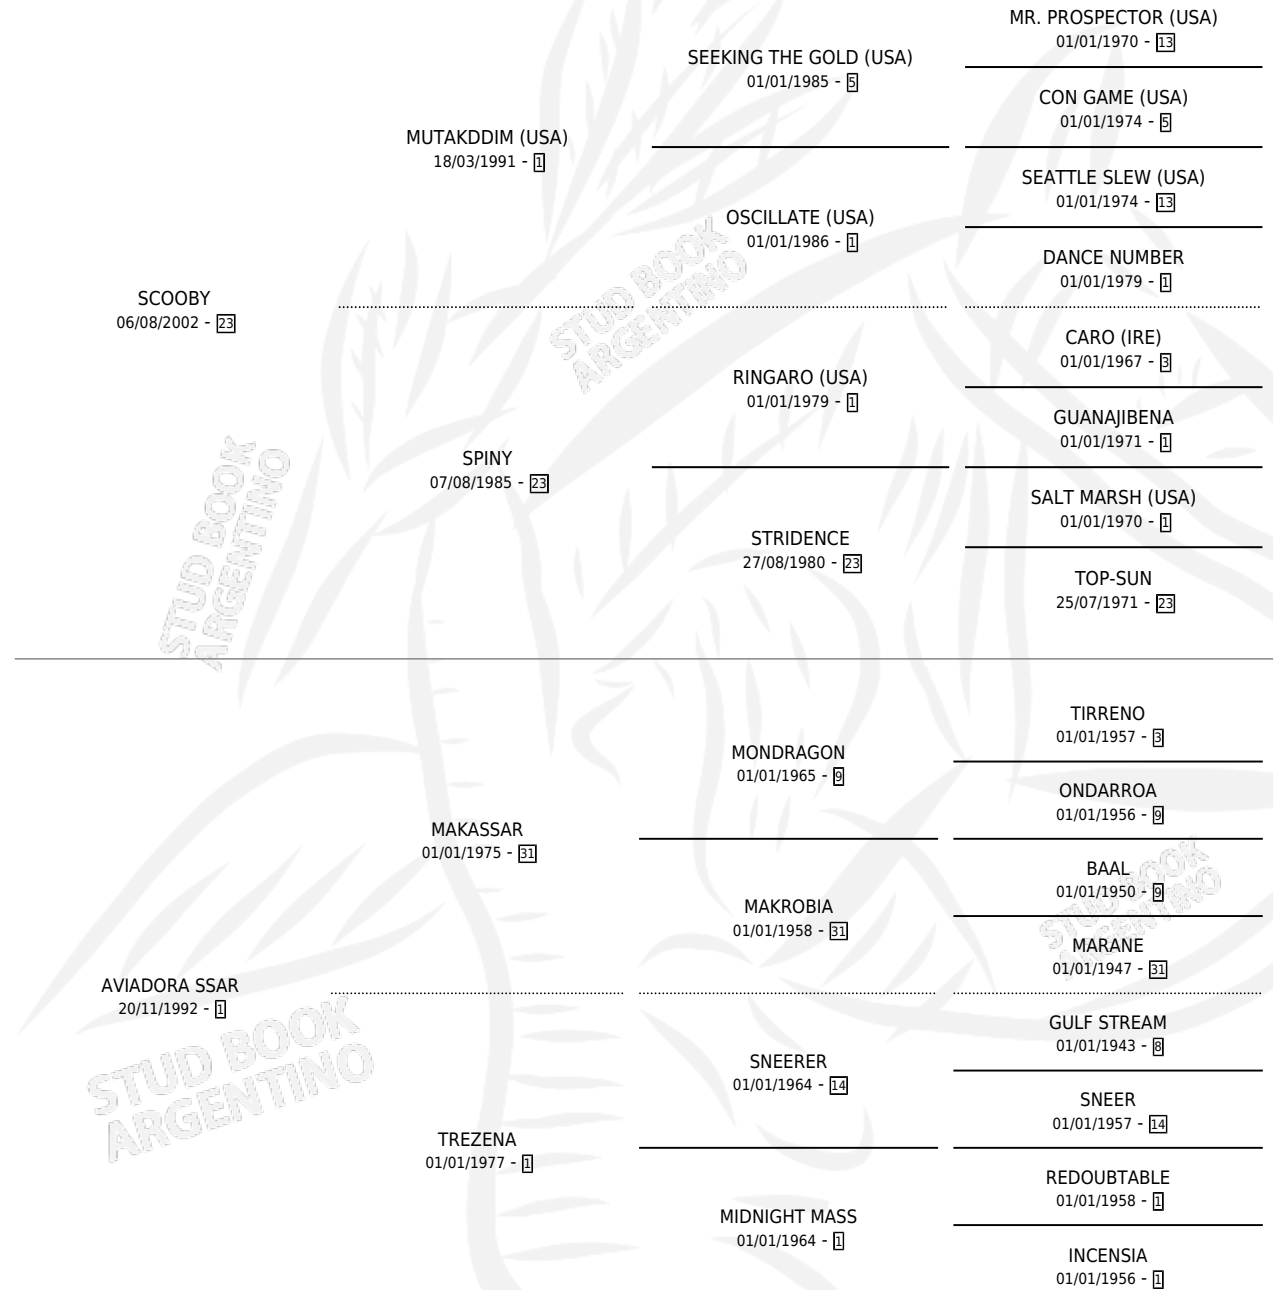 MR. PROSPECTOR (USA)
01/01/1970 - 13
SEEKING THE GOLD (USA)
01/01/1985 - 5
CON GAME (USA)
01/01/1974 - 5
MUTAKDDIM (USA)
18/03/1991 - 1
SEATTLE SLEW (USA)
01/01/1974 - 13
OSCILLATE (USA)
01/01/1986 - 1
DANCE NUMBER
01/01/1979 - 1
SCOOBY
06/08/2002 - 23
CARO (IRE)
01/01/1967 - 3
RINGARO (USA)
01/01/1979 - 1
GUANAJIBENA
01/01/1971 - 1
SPINY
07/08/1985 - 23
SALT MARSH (USA)
01/01/1970 - 1
STRIDENCE
27/08/1980 - 23
TOP-SUN
25/07/1971 - 23
TIRRENO
01/01/1957 - 3
MONDRAGON
01/01/1965 - 9
ONDARROA
01/01/1956 - 9
MAKASSAR
01/01/1975 - 31
BAAL
01/01/1950 - 9
MAKROBIA
01/01/1958 - 31
MARANE
01/01/1947 - 31
AVIADORA SSAR
20/11/1992 - 1
GULF STREAM
01/01/1943 - 8
SNEERER
01/01/1964 - 14
SNEER
01/01/1957 - 14
TREZENA
01/01/1977 - 1
REDOUBTABLE
01/01/1958 - 1
MIDNIGHT MASS
01/01/1964 - 1
INCENSIA
01/01/1956 - 1
STUD BOOK
ARGENTINO
STUD BOOK
ARGENTINO
STUD BOOK
ARGENTINO
STUD BOOK
ARGENTINO